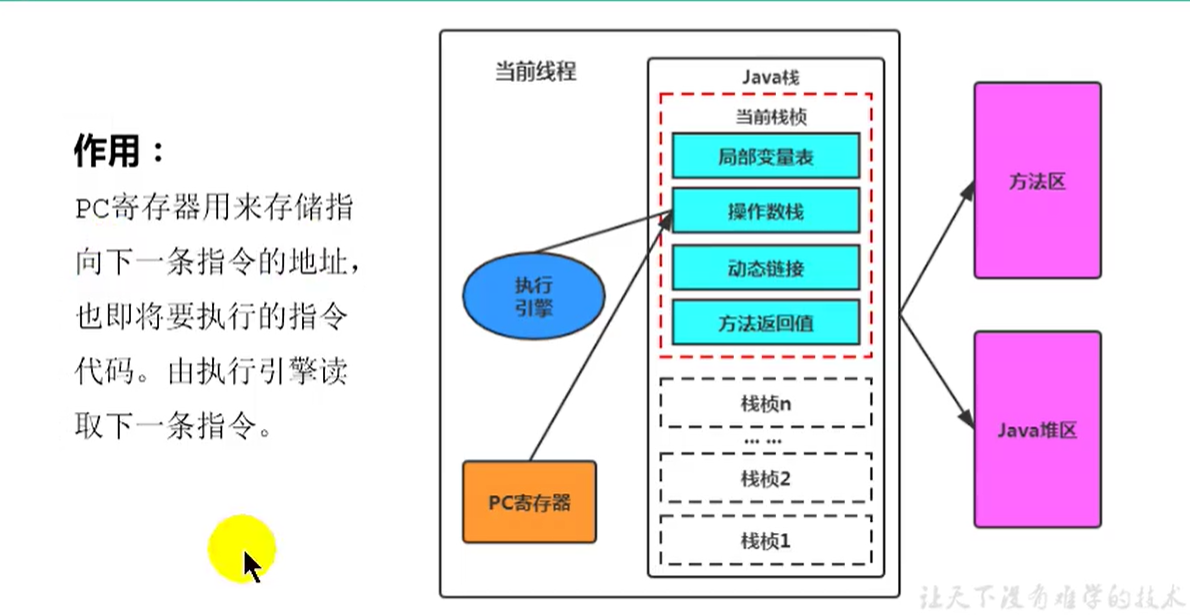 作用：
PC寄存器用来存储指
向下一条指令的地址，
也即将要执行的指令
代码。由执行引擎读
取下一条指令。
当前线程
Java栈
当前栈桢
局部变量表
操作数栈
动态链接
方法返回值
执行
引擎
PC寄存器
栈桢n
... ...
栈桢2
栈桢1
方法区
Java堆区
让天下没有难学的技术